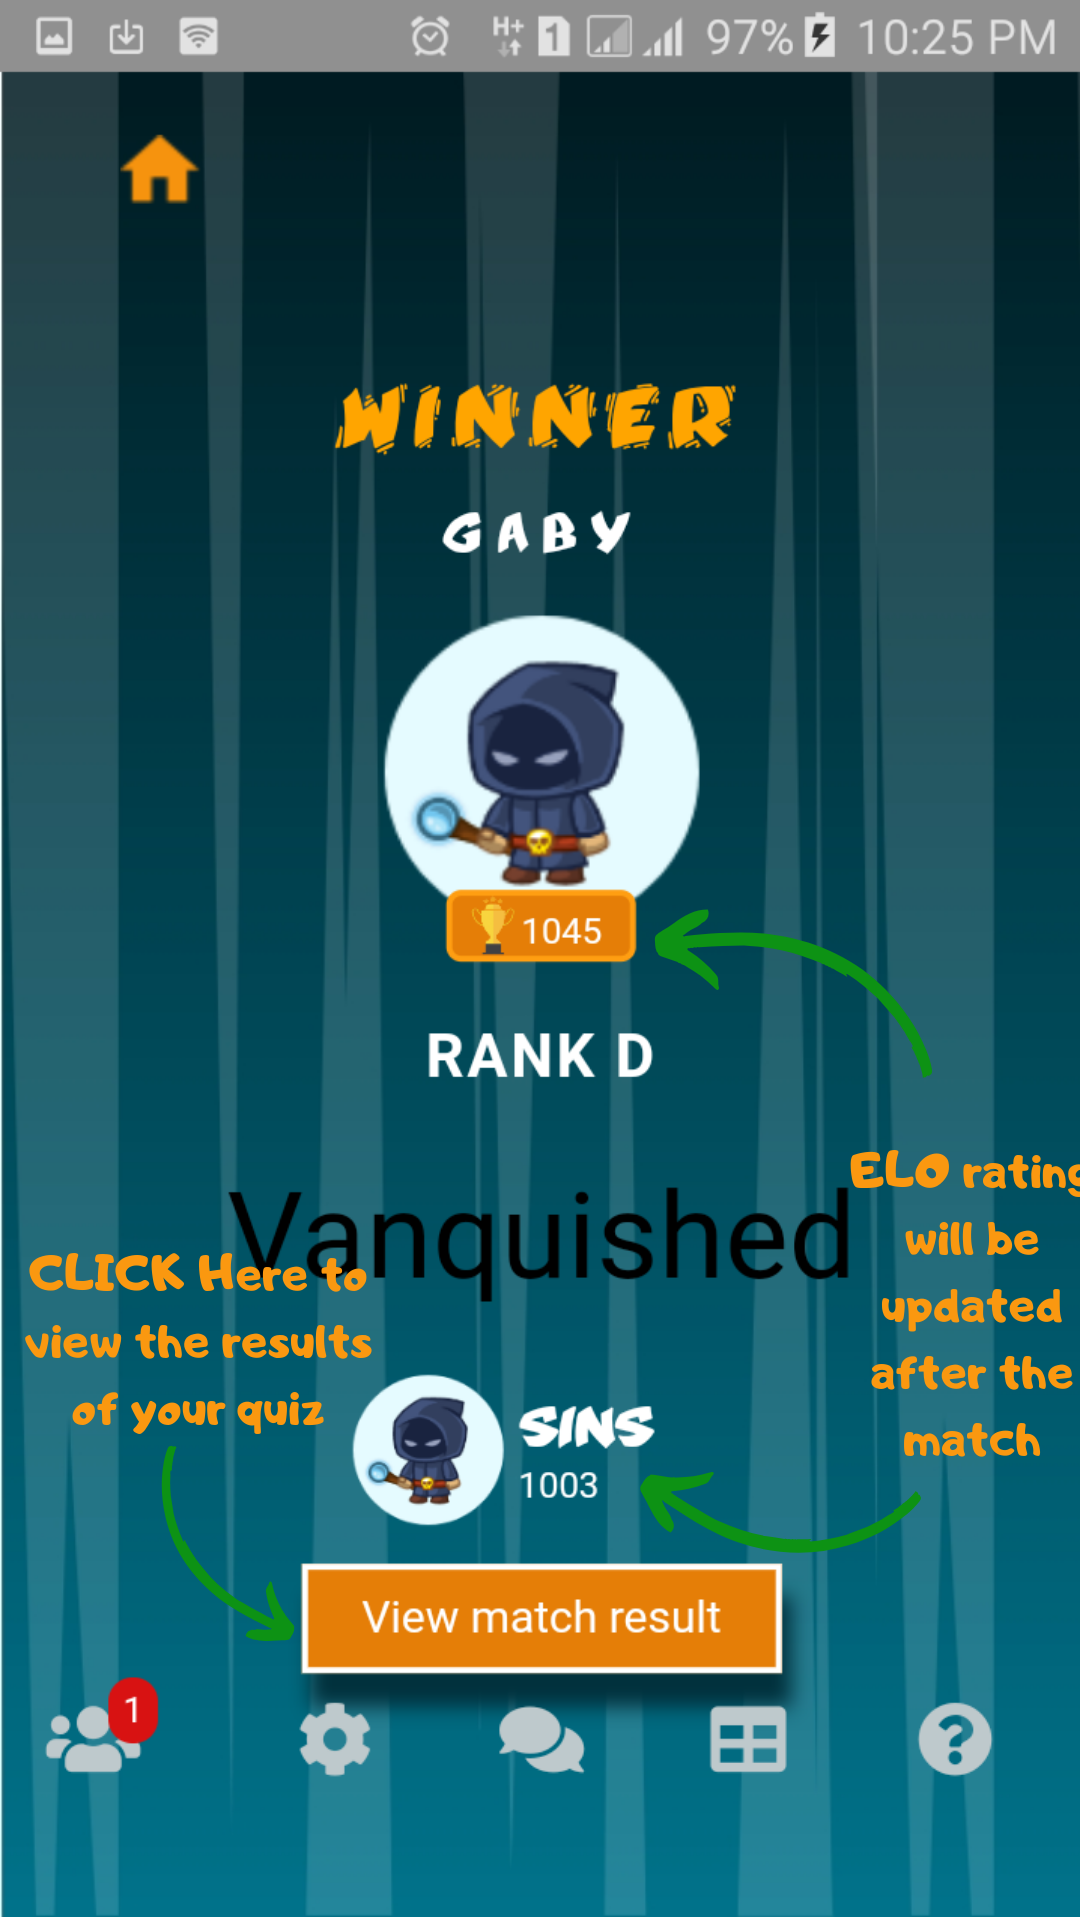 H+ 1 97% 10:25 PM
WINNER
GABY
1045
RANK D
Vanquished
ELO rating
will be
updated
after the
match
CLICK Here to
view the results
of your quiz
SINS
1003
View match result
1